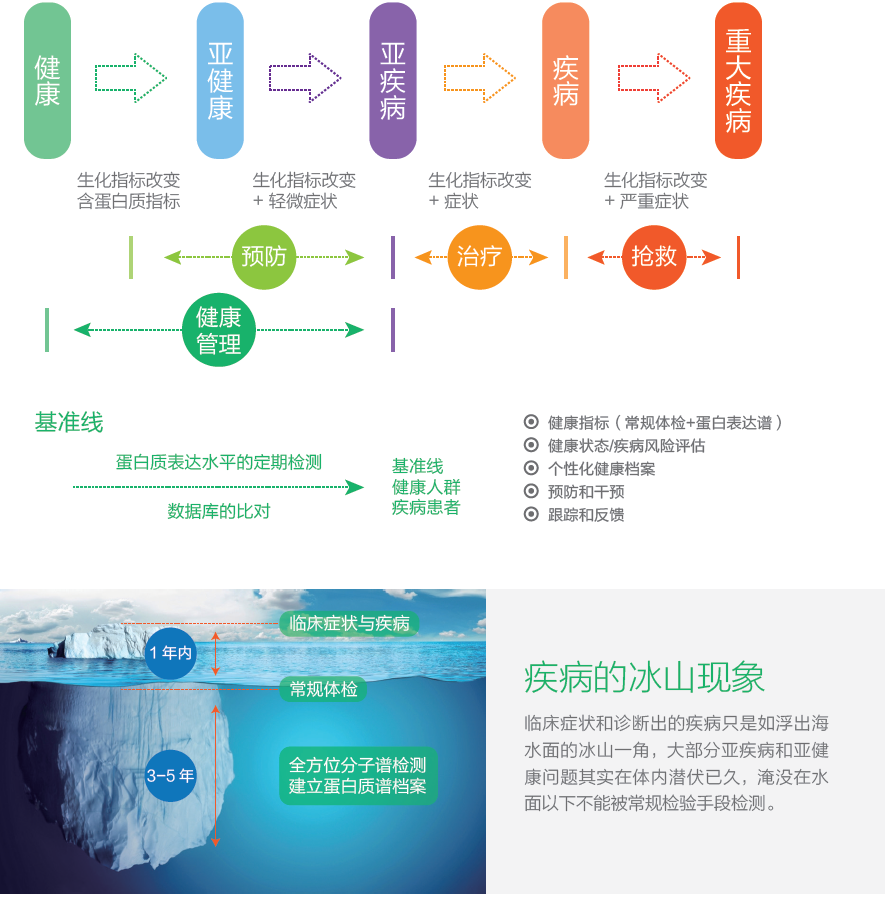 健康
亚健康
亚疾病
疾病
重大疾病
生化指标改变
含蛋白质指标
生化指标改变
+ 轻微症状
生化指标改变
+ 症状
生化指标改变
+ 严重症状
预防
治疗
抢救
健康
管理
基准线
蛋白质表达水平的定期检测
数据库的比对
基准线
健康人群
疾病患者
健康指标（常规体检+蛋白表达谱）
健康状态/疾病风险评估
个性化健康档案
预防和干预
跟踪和反馈
临床症状与疾病
1 年内
常规体检
3-5 年
全方位分子谱检测
建立蛋白质谱档案
疾病的冰山现象
临床症状和诊断出的疾病只是如浮出海
水面的冰山一角，大部分亚疾病和亚健
康问题其实在体内潜伏已久，淹没在水
面以下不能被常规检验手段检测。